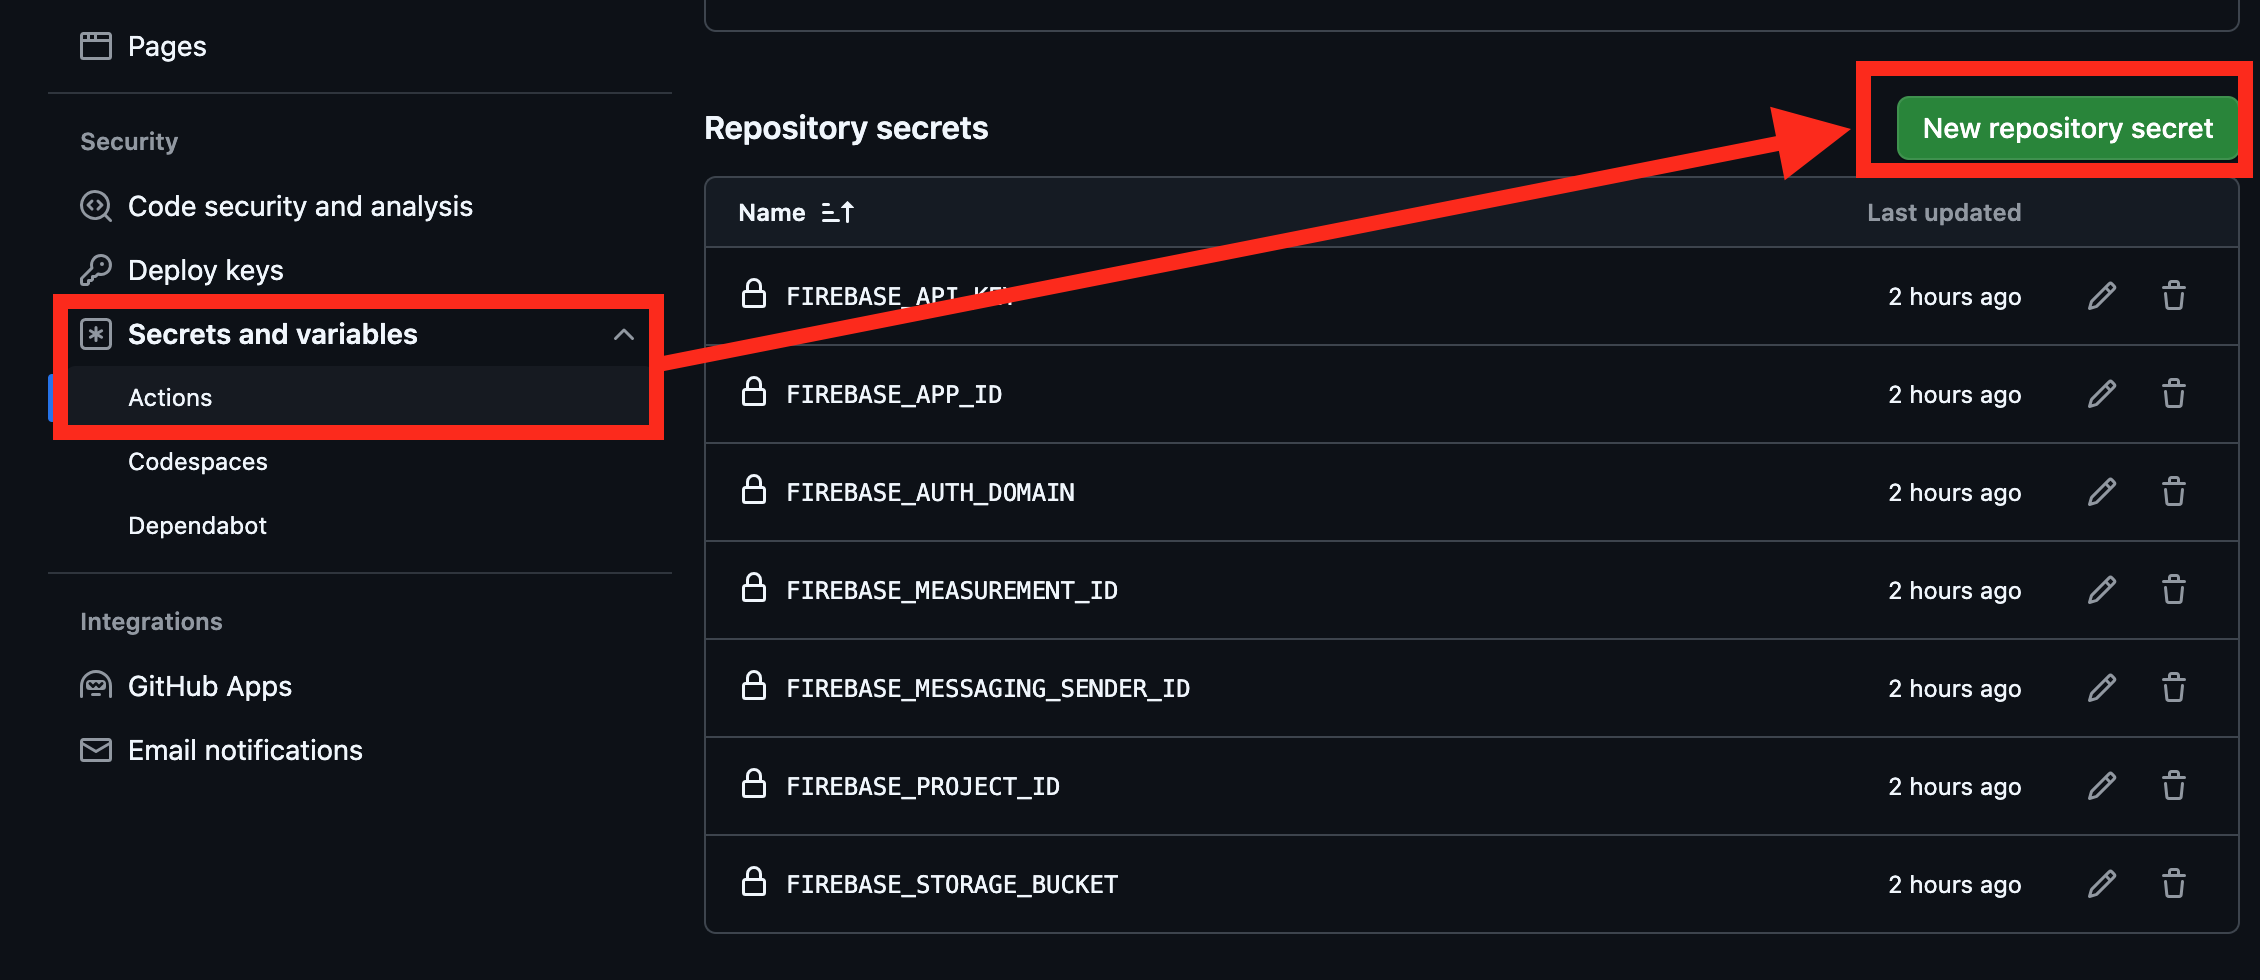 Pages
Security
Code security and analysis
Deploy keys
Secrets and variables
Actions
Codespaces
Dependabot
Integrations
GitHub Apps
Email notifications
Repository secrets
New repository secret
Name Last updated
FIREBASE_API_KEY 2 hours ago
FIREBASE_APP_ID 2 hours ago
FIREBASE_AUTH_DOMAIN 2 hours ago
FIREBASE_MEASUREMENT_ID 2 hours ago
FIREBASE_MESSAGING_SENDER_ID 2 hours ago
FIREBASE_PROJECT_ID 2 hours ago
FIREBASE_STORAGE_BUCKET 2 hours ago